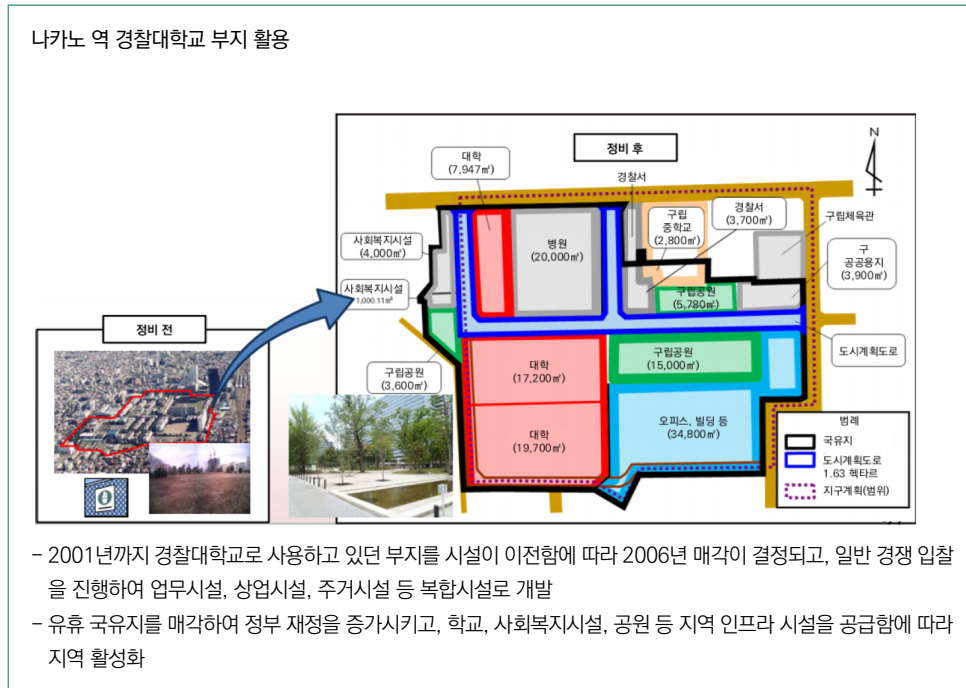 나카노 역 경찰대학교 부지 활용
정비 후
N
대학
(7,947㎡)
경찰서
경찰서
(3,700㎡)
구립
중학교
(2,800㎡)
구립체육관
사회복지시설
(4,000㎡)
병원
(20,000㎡)
구
공공용지
(3,900㎡)
사회복지시설
1,000.11㎡
구립공원
(5,780㎡)
정비 전
구립공원
(3,600㎡)
대학
(17,200㎡)
구립공원
(15,000㎡)
도시계획도로
대학
(19,700㎡)
오피스, 빌딩 등
(34,800㎡)
범례
국유지
도시계획도로
1.63 헥타르
지구계획(범위)
– 2001년까지 경찰대학교로 사용하고 있던 부지를 시설이 이전함에 따라 2006년 매각이 결정되고, 일반 경쟁 입찰
을 진행하여 업무시설, 상업시설, 주거시설 등 복합시설로 개발
– 유휴 국유지를 매각하여 정부 재정을 증가시키고, 학교, 사회복지시설, 공원 등 지역 인프라 시설을 공급함에 따라
지역 활성화